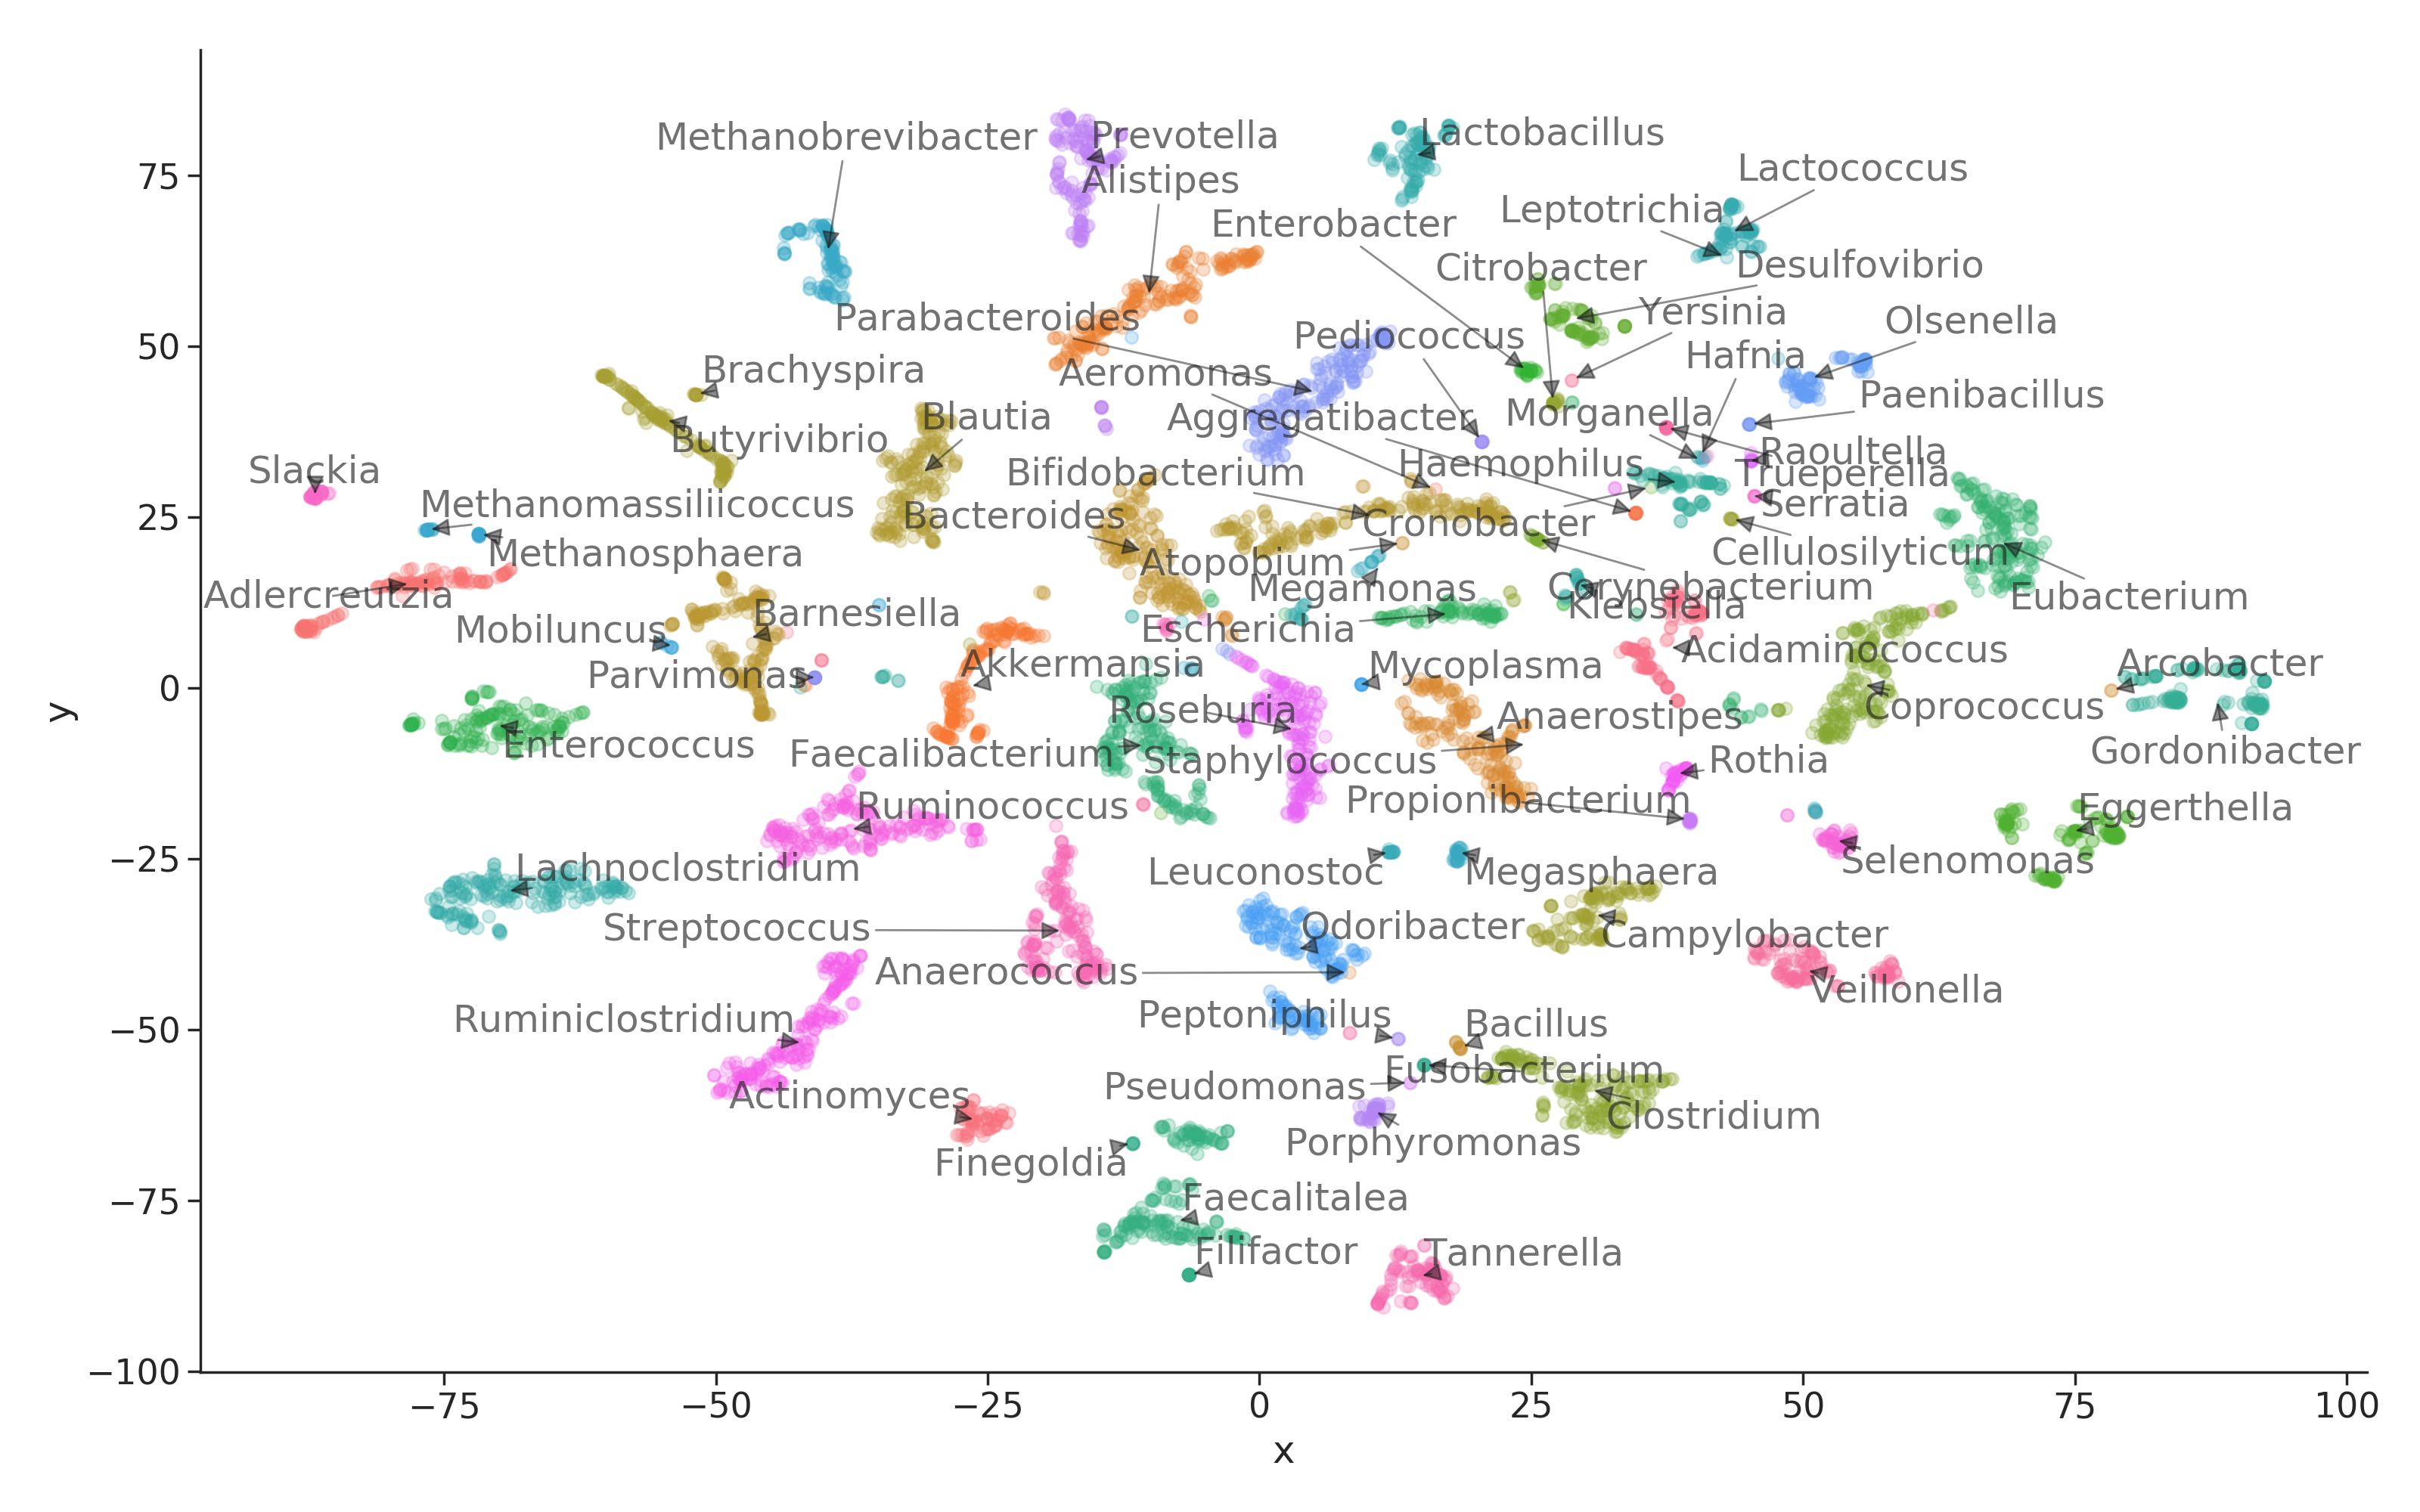 Methanobrevibacter
Prevotella
Lactobacillus
Alistipes
Lactococcus
75
Enterobacter
Leptotrichia
Citrobacter
Desulfovibrio
Parabacteroides
Yersinia
Olsenella
50
Pediococcus
Hafnia
Brachyspira
Aeromonas
Paenibacillus
Blautia
Aggregatibacter
Morganella
Butyrivibrio
Raoultella
Slackia
Bifidobacterium
Haemophilus
Trueperella
25
Methanomassiliicoccus
Bacteroides
Cronobacter
Serratia
Methanosphaera
Atopobium
Cellulosilyticum
Adlercreutzia
Megamonas
Corynebacterium
Klebsiella
Eubacterium
Mobiluncus
Barnesiella
Escherichia
0
Parvimonas
Akkermansia
Mycoplasma
Acidaminococcus
Arcobacter
Roseburia
Anaerostipes
Coprococcus
Enterococcus
Faecalibacterium
Staphylococcus
Rothia
Gordonibacter
Ruminococcus
Propionibacterium
Eggerthella
−25
Lachnoclostridium
Leuconostoc
Megasphaera
Selenomonas
Streptococcus
Odoribacter
Campylobacter
Anaerococcus
Veillonella
−50
Ruminiclostridium
Peptoniphilus
Bacillus
Actinomyces
Pseudomonas
Fusobacterium
Clostridium
Finegoldia
Porphyromonas
−75
Faecalitalea
Filifactor
Tannerella
−100
−75 −50 −25 0 25 50 75 100
x
y